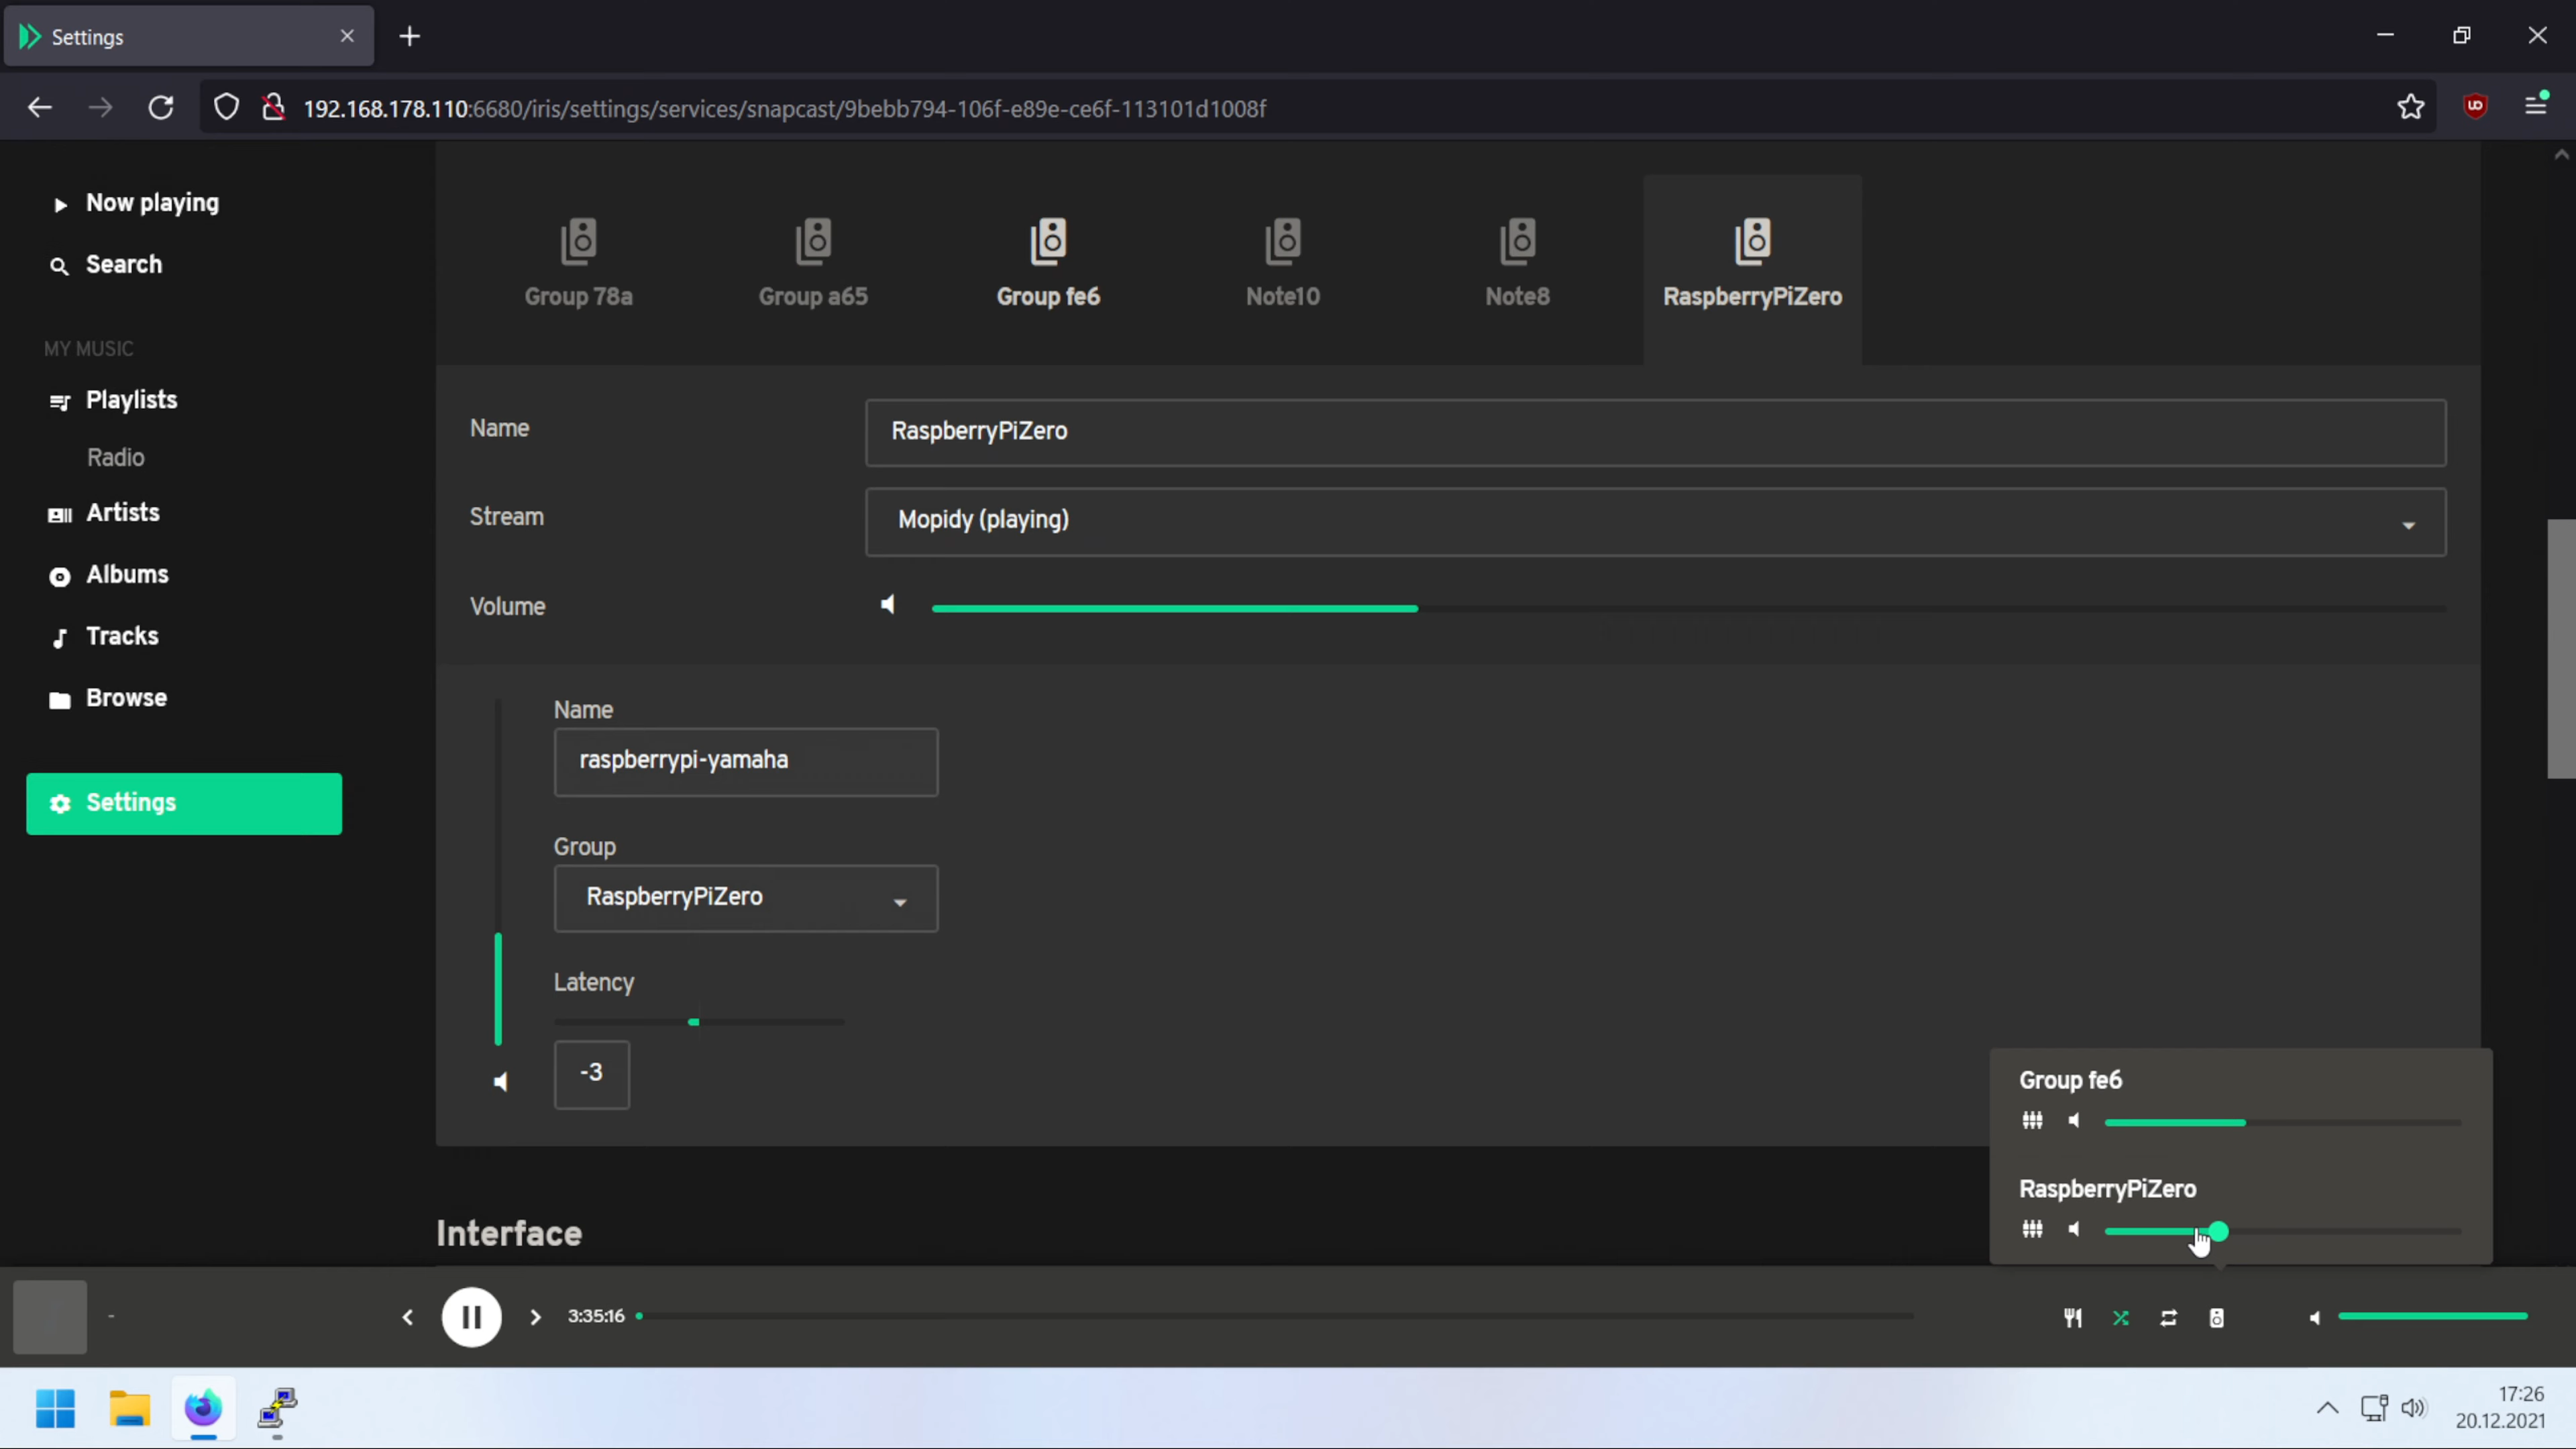 Settings
192.168.178.110:6680/iris/settings/services/snapcast/9bebb794-106f-e89e-ce6f-113101d1008f
Now playing
Search
MY MUSIC
Playlists
Radio
Artists
Albums
Tracks
Browse
Settings
Group 78a
Group a65
Group fe6
Note10
Note8
RaspberryPiZero
Name
RaspberryPiZero
Stream
Mopidy (playing)
Volume
Name
raspberrypi-yamaha
Group
RaspberryPiZero
Latency
-3
Group fe6
RaspberryPiZero
Interface
-
3:35:16
17:26
20.12.2021